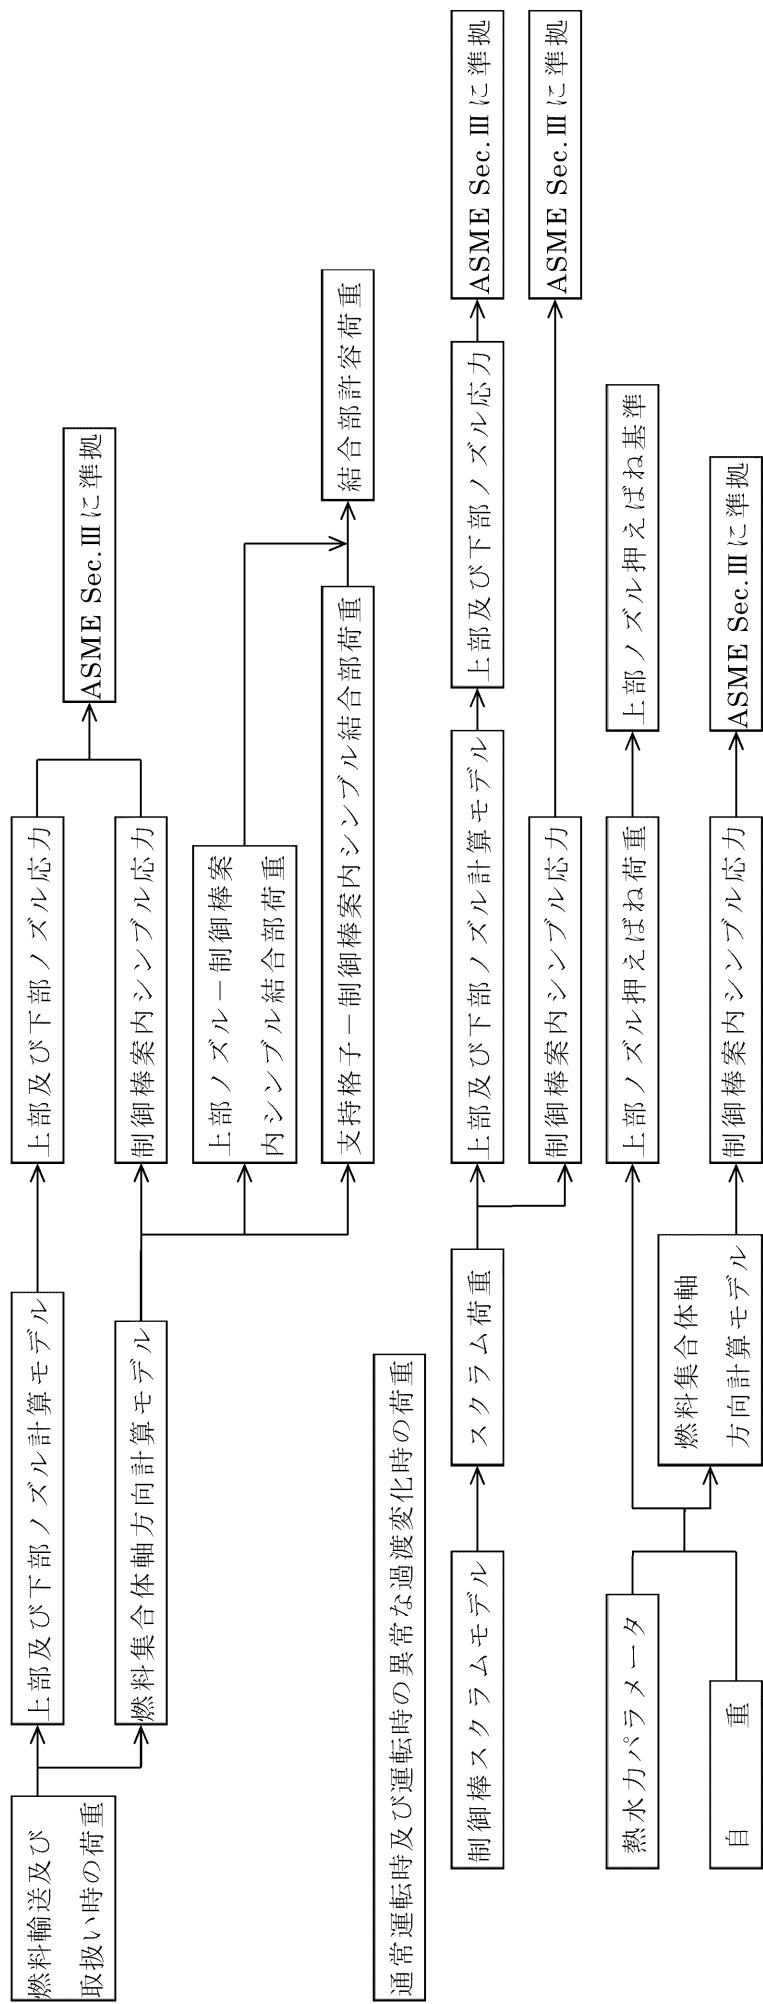 燃料輸送及び
取扱い時の荷重
上部及び下部ノズル計算モデル
上部及び下部ノズル応力
ASME Sec.Ⅲに準拠
燃料集合体軸方向計算モデル
制御棒案内シンブル応力
上部ノズル－制御棒案
内シンブル結合部荷重
支持格子－制御棒案内シンブル結合部荷重
結合部許容荷重
通常運転時及び運転時の異常な過渡変化時の荷重
制御棒スクラムモデル
スクラム荷重
上部及び下部ノズル計算モデル
上部及び下部ノズル応力
ASME Sec.Ⅲに準拠
制御棒案内シンブル応力
ASME Sec.Ⅲに準拠
熱水力パラメータ
上部ノズル押えばね荷重
上部ノズル押えばね基準
自　重
燃料集合体軸
方向計算モデル
制御棒案内シンブル応力
ASME Sec.Ⅲに準拠